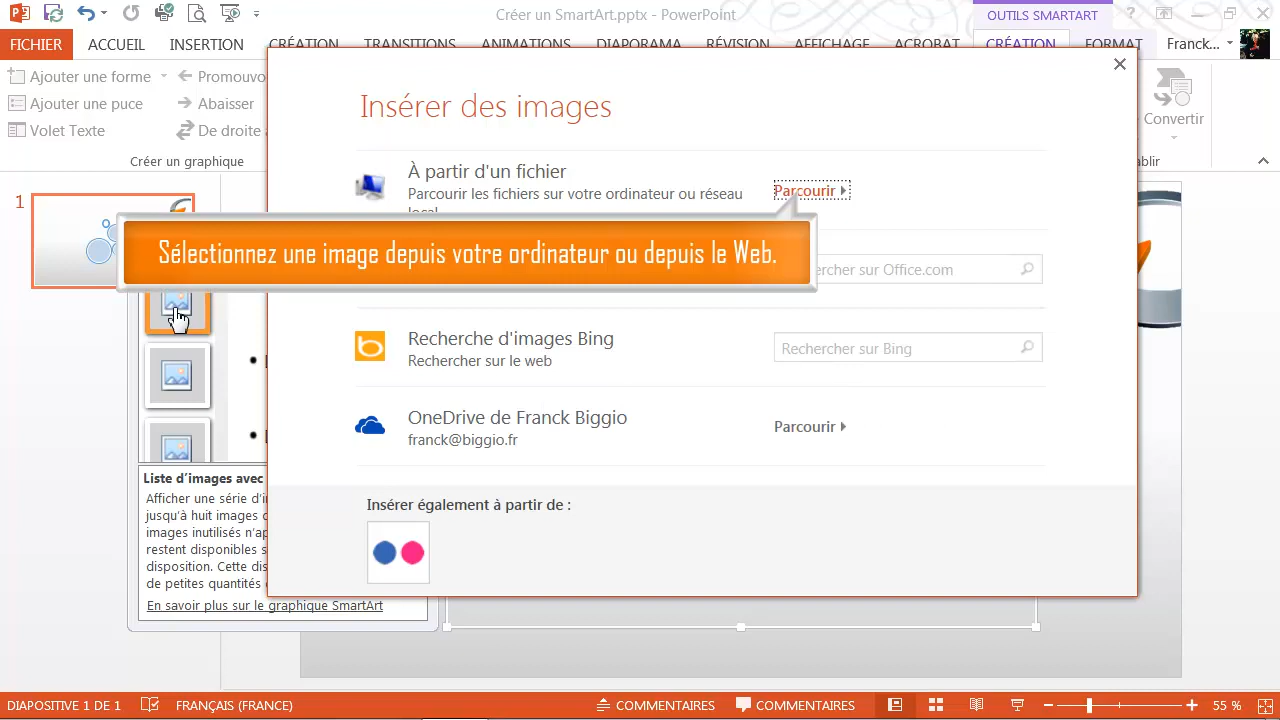 Créer un SmartArt.pptx - PowerPoint
OUTILS SMARTART
FICHIER ACCUEIL INSERTION CRÉATION TRANSITIONS ANIMATIONS DIAPORAMA RÉVISION AFFICHAGE ACROBAT CRÉATION FORMAT Franck...
Ajouter une forme
Ajouter une puce
Volet Texte
Abaisser
De droite
Créer un graphique
Convertir
Insérer des images
À partir d'un fichier
Parcourir les fichiers sur votre ordinateur ou réseau
local
Parcourir
Sélectionnez une image depuis votre ordinateur ou depuis le Web.
sur Office.com
Recherche d'images Bing
Rechercher sur le web
Rechercher sur Bing
OneDrive de Franck Biggio
franck@biggio.fr
Parcourir
Insérer également à partir de :
1
Liste d'images avec
Afficher une série d'i
jusqu'à huit images
images inutilisés n'a
restent disponibles s
disposition. Cette dis
de petites quantités
En savoir plus sur le graphique SmartArt
DIAPOSITIVE 1 DE 1 FRANÇAIS (FRANCE) COMMENTAIRES COMMENTAIRES 55 %